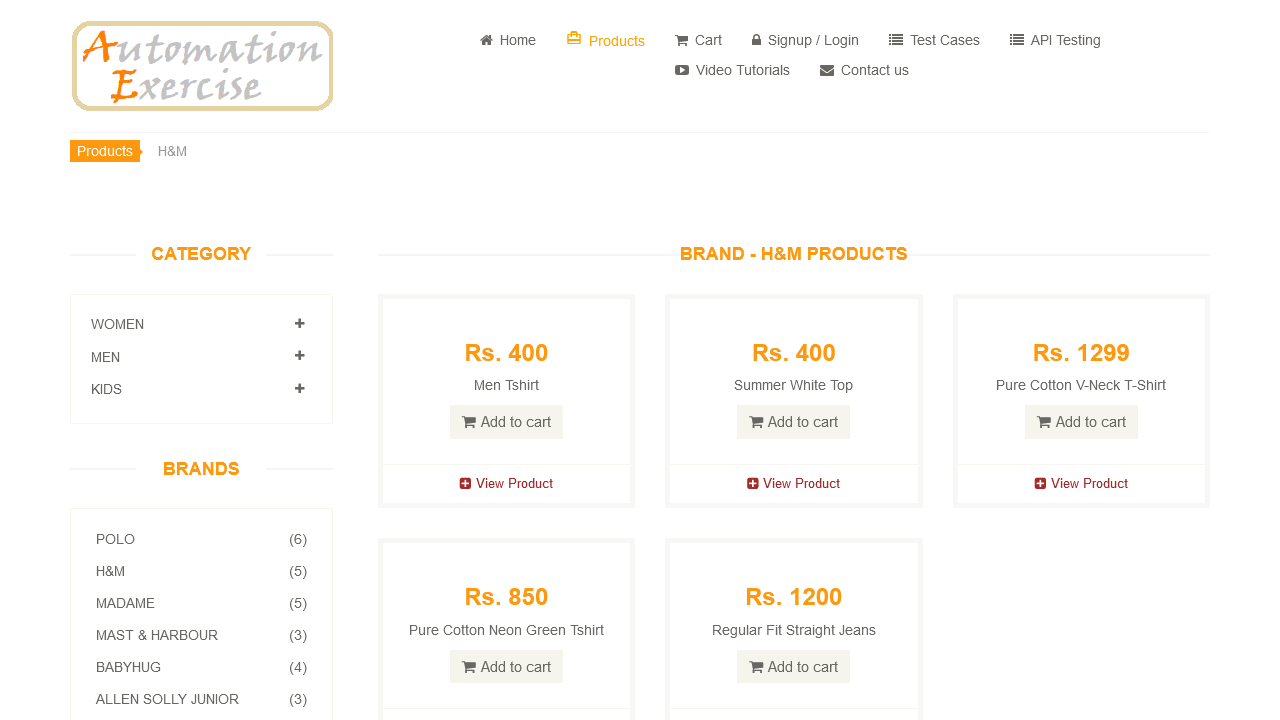 Automation
Exercise
Home
Products
Cart
Signup / Login
Test Cases
API Testing
Video Tutorials
Contact us
Products
H&M
CATEGORY
WOMEN
MEN
KIDS
BRANDS
POLO (6)
H&M (5)
MADAME (5)
MAST & HARBOUR (3)
BABYHUG (4)
ALLEN SOLLY JUNIOR (3)
BRAND - H&M PRODUCTS
Rs. 400
Men Tshirt
Add to cart
View Product
Rs. 400
Summer White Top
Add to cart
View Product
Rs. 1299
Pure Cotton V-Neck T-Shirt
Add to cart
View Product
Rs. 850
Pure Cotton Neon Green Tshirt
Add to cart
Rs. 1200
Regular Fit Straight Jeans
Add to cart